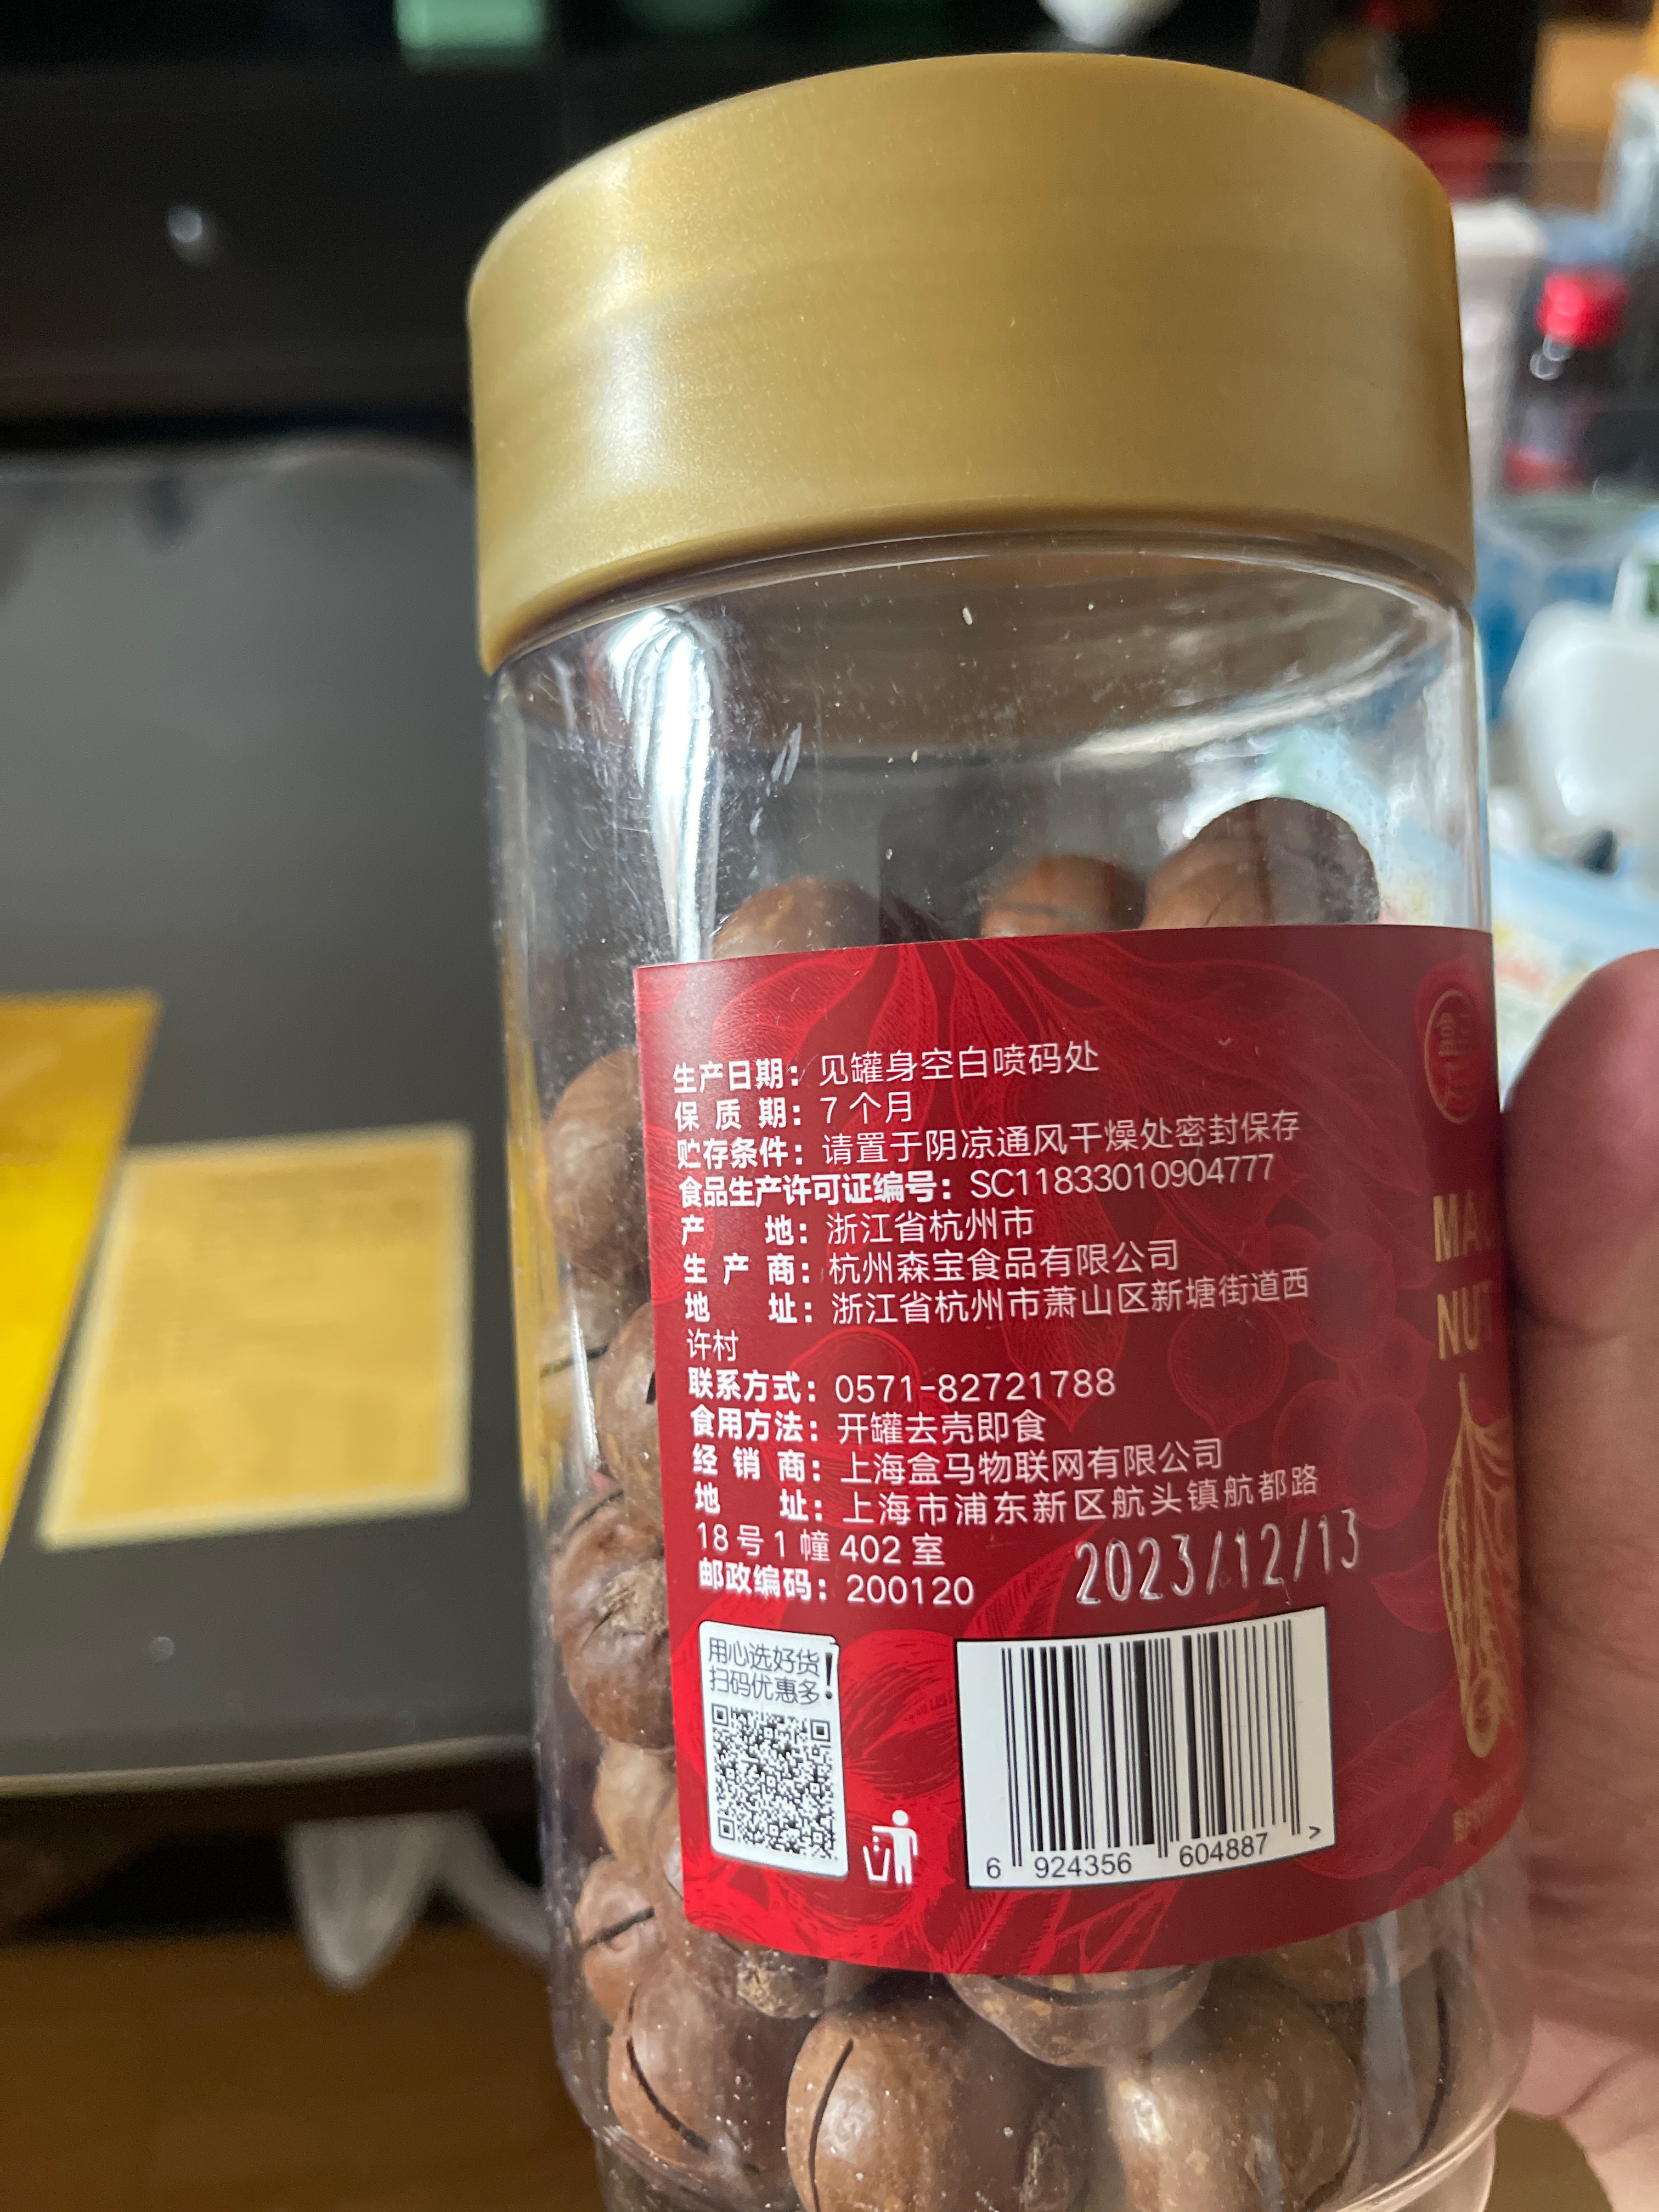 生产日期：见罐身空白喷码处
保质期：7个月
贮存条件：请置于阴凉通风干燥处密封保存
食品生产许可证编号：SC11833010904777
产地：浙江省杭州市
生产商：杭州森宝食品有限公司
地址：浙江省杭州市萧山区新塘街道西
许村
联系方式：0571-82721788
食用方法：开罐去壳即食
经销商：上海盒马物联网有限公司
地址：上海市浦东新区航头镇航都路
18号1幢402室
邮政编码：200120
2023/12/13
用心选好货！
扫码优惠多
6 924356 604887 >
NUT